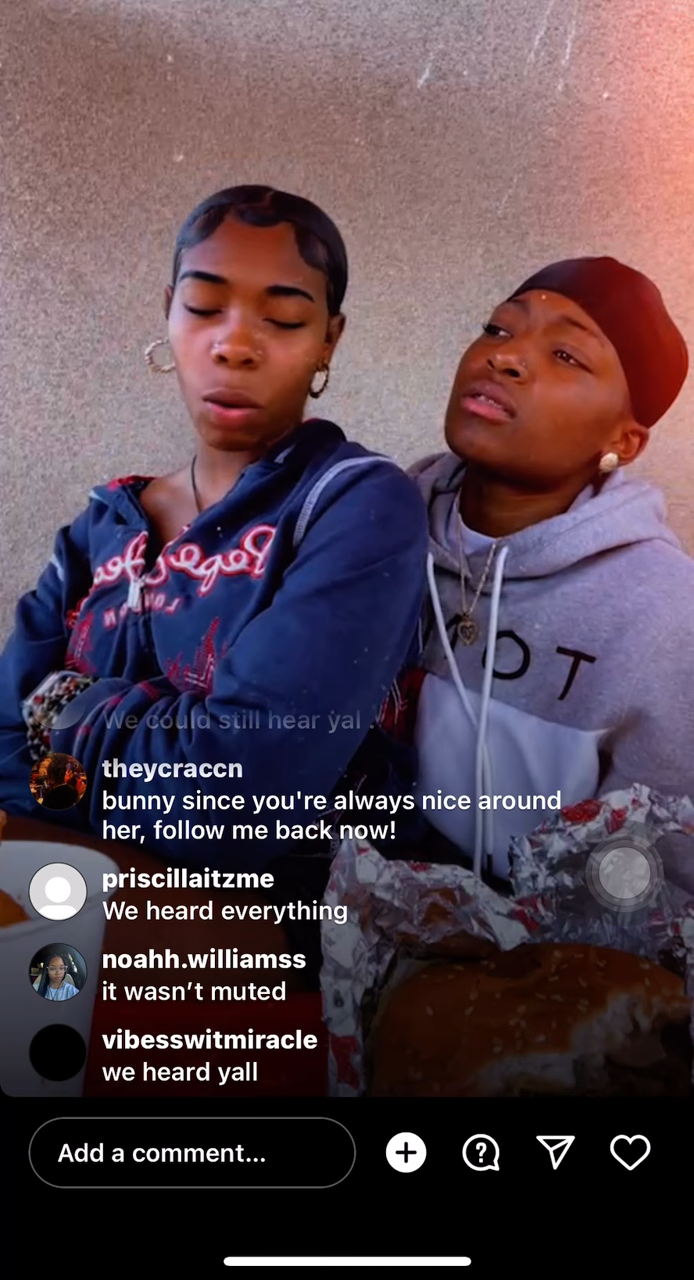 OT
We could still hear yal .
theycraccn
bunny since you're always nice around
her, follow me back now!
priscillaitzme
We heard everything
noahh.williamss
it wasn't muted
vibesswitmiracle
we heard yall
Add a comment...